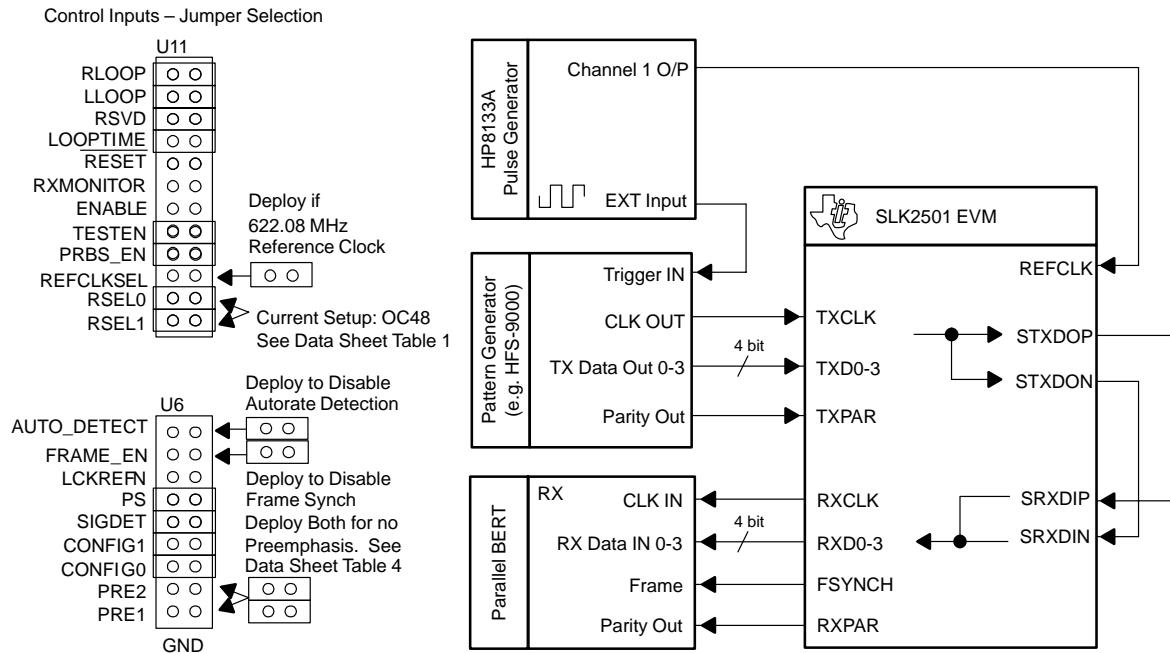 Control Inputs – Jumper Selection
U11
RLOOP
LLOOP
RSVD
LOOPTIME
RESET
RXMONITOR
ENABLE
TESTEN
PRBS_EN
REFCLKSEL
RSEL0
RSEL1
Deploy if
622.08 MHz
Reference Clock
Current Setup: OC48
See Data Sheet Table 1
U6
AUTO_DETECT
FRAME_EN
LCKREFN
PS
SIGDET
CONFIG1
CONFIG0
PRE2
PRE1
GND
Deploy to Disable
Autorate Detection
Deploy to Disable
Frame Synch
Deploy Both for no
Preemphasis. See
Data Sheet Table 4
HP8133A
Pulse Generator
Channel 1 O/P
EXT Input
Pattern Generator
(e.g. HFS-9000)
Trigger IN
CLK OUT
TX Data Out 0-3
Parity Out
4 bit
Parallel BERT
RX
CLK IN
RX Data IN 0-3
Frame
Parity Out
4 bit
SLK2501 EVM
REFCLK
TXCLK
TXD0-3
TXPAR
STXDOP
STXDON
RXCLK
RXD0-3
FSYNCH
RXPAR
SRXDIP
SRXDIN